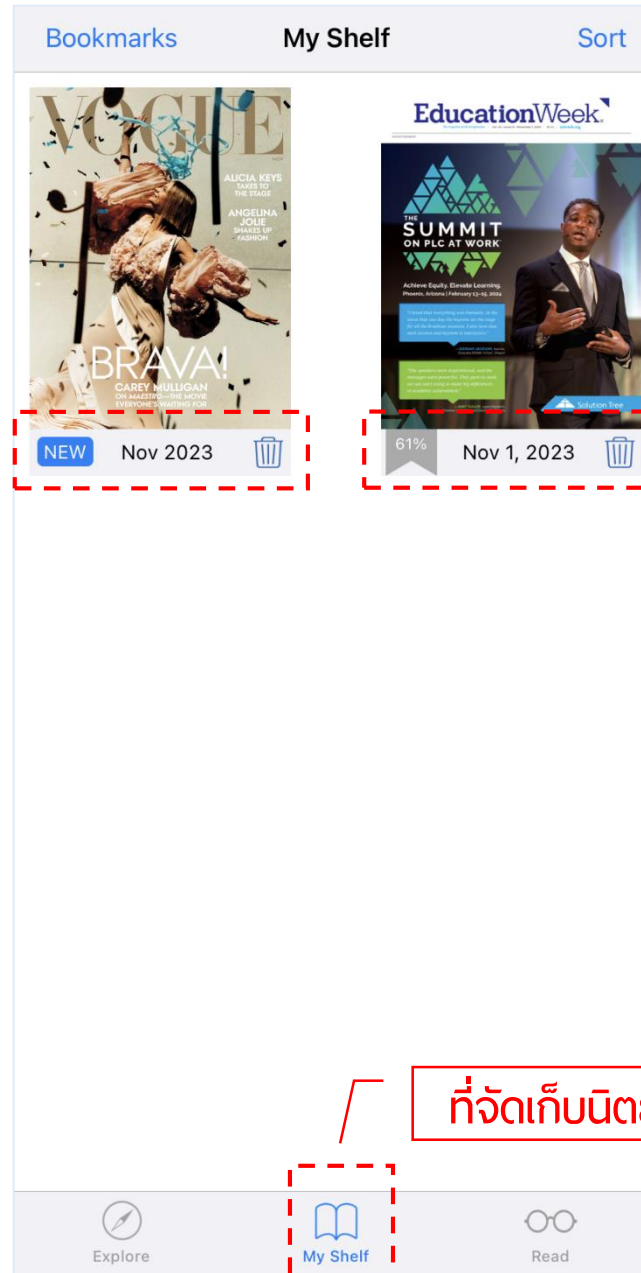 Bookmarks My Shelf Sort
VOGUE
NOV
ALICIA KEYS
TAKES TO
THE STAGE
ANGELINA
JOLIE
SHAKES UP
FASHION
BRAVA!
CAREY MULLIGAN
ON MAESTRO—THE MOVIE
EVERYONE'S WAITING FOR
NEW Nov 2023
EducationWeek
THE
SUMMIT
ON PLC AT WORK
Achieve Equity. Elevate Learning.
Phoenix, Arizona | February 13–15, 2024
Solution Tree
61% Nov 1, 2023
ที่จัดเก็บนิต
Explore My Shelf Read